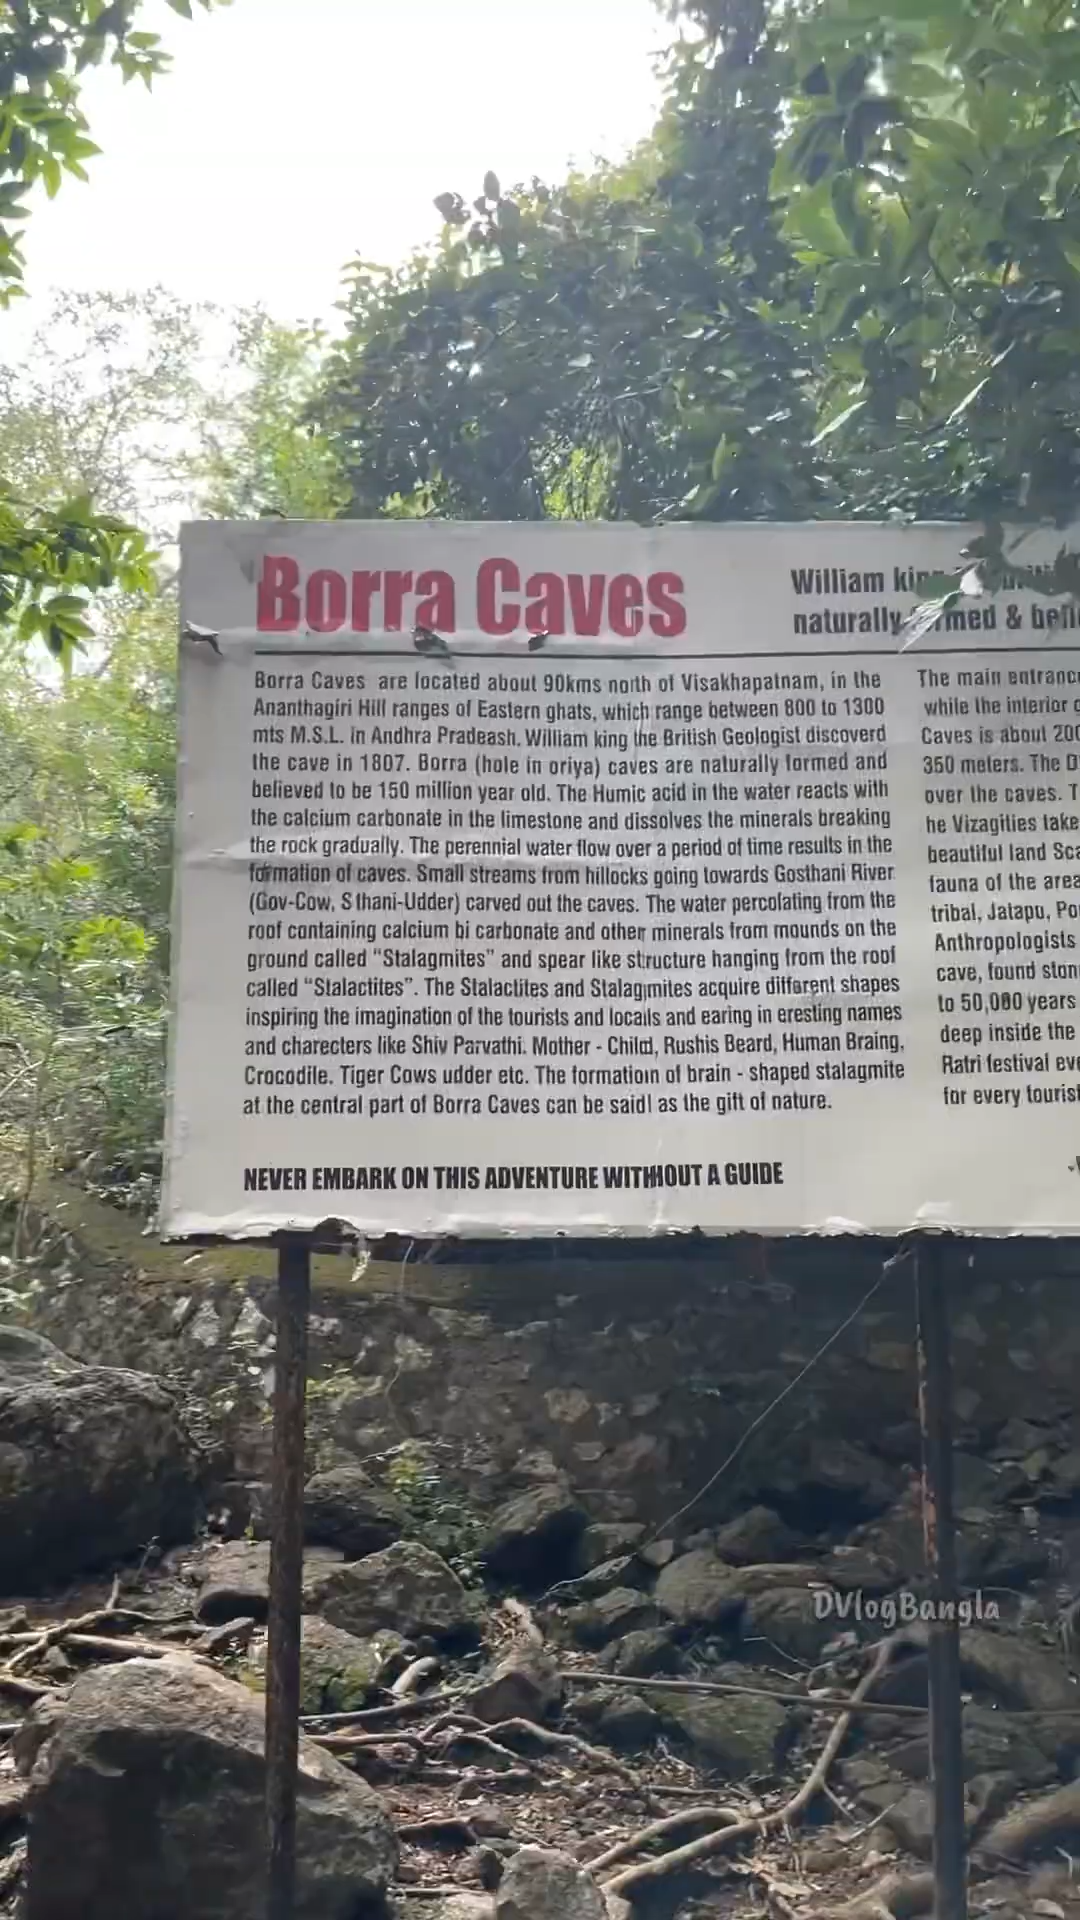 Borra Caves
William king
naturally formed &
Borra Caves are located about 90kms north of Visakhapatnam, in the
Ananthagiri Hill ranges of Eastern ghats, which range between 800 to 1300
mts M.S.L. in Andhra Pradeash. William king the British Geologist discoverd
the cave in 1807. Borra (hole in oriya) caves are naturally formed and
believed to be 150 million year old. The Humic acid in the water reacts with
the calcium carbonate in the limestone and dissolves the minerals breaking
the rock gradually. The perennial water flow over a period of time results in the
formation of caves. Small streams from hillocks going towards Gosthani River
(Gov-Cow, Sthani-Udder) carved out the caves. The water percolating from the
roof containing calcium bi carbonate and other minerals from mounds on the
ground called "Stalagmites" and spear like structure hanging from the roof
called "Stalactites". The Stalactites and Stalagmites acquire different shapes
inspiring the imagination of the tourists and locails and earing in eresting names
and charecters like Shiv Parvathi. Mother - Child, Rushis Beard, Human Braing,
Crocodile. Tiger Cows udder etc. The formation of brain - shaped stalagmite
at the central part of Borra Caves can be said as the gift of nature.
NEVER EMBARK ON THIS ADVENTURE WITHOUT A GUIDE
The main
while the interior
Caves is about
350 meters. The
over the caves.
he Vizagities take
beautiful land
fauna of the area
tribal, Jatapu,
Anthropologists
cave, found
to 50,000 years
deep inside the
Ratri festival
for every
DVlogBangla